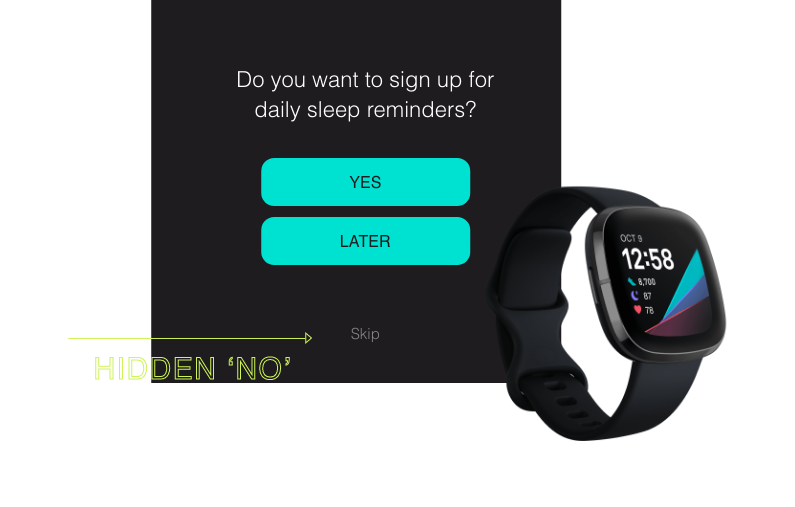 Do you want to sign up for
daily sleep reminders?
YES
LATER
Skip
HIDDEN ‘NO’
OCT 9
12:58
8,700
87
78